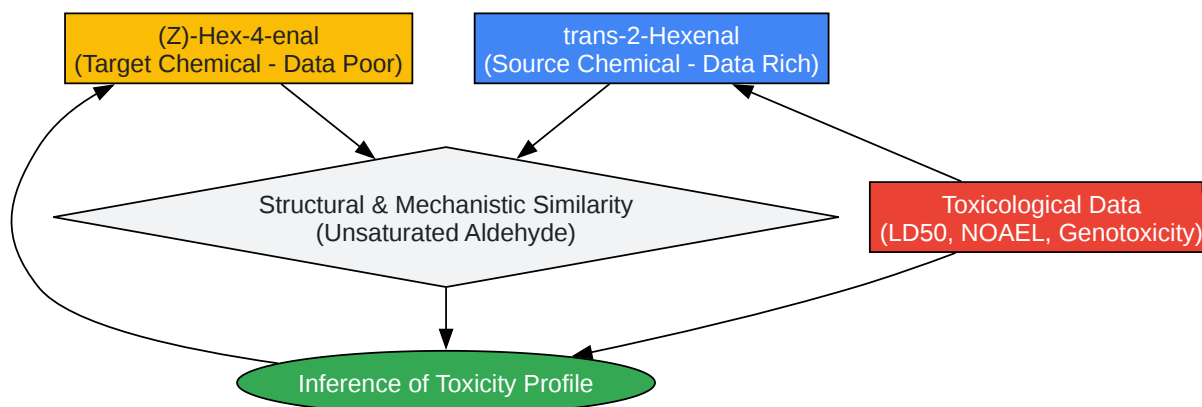 (Z)-Hex-4-enal
(Target Chemical - Data Poor)
trans-2-Hexenal
(Source Chemical - Data Rich)
Structural & Mechanistic Similarity
(Unsaturated Aldehyde)
Toxicological Data
(LD50, NOAEL, Genotoxicity)
Inference of Toxicity Profile